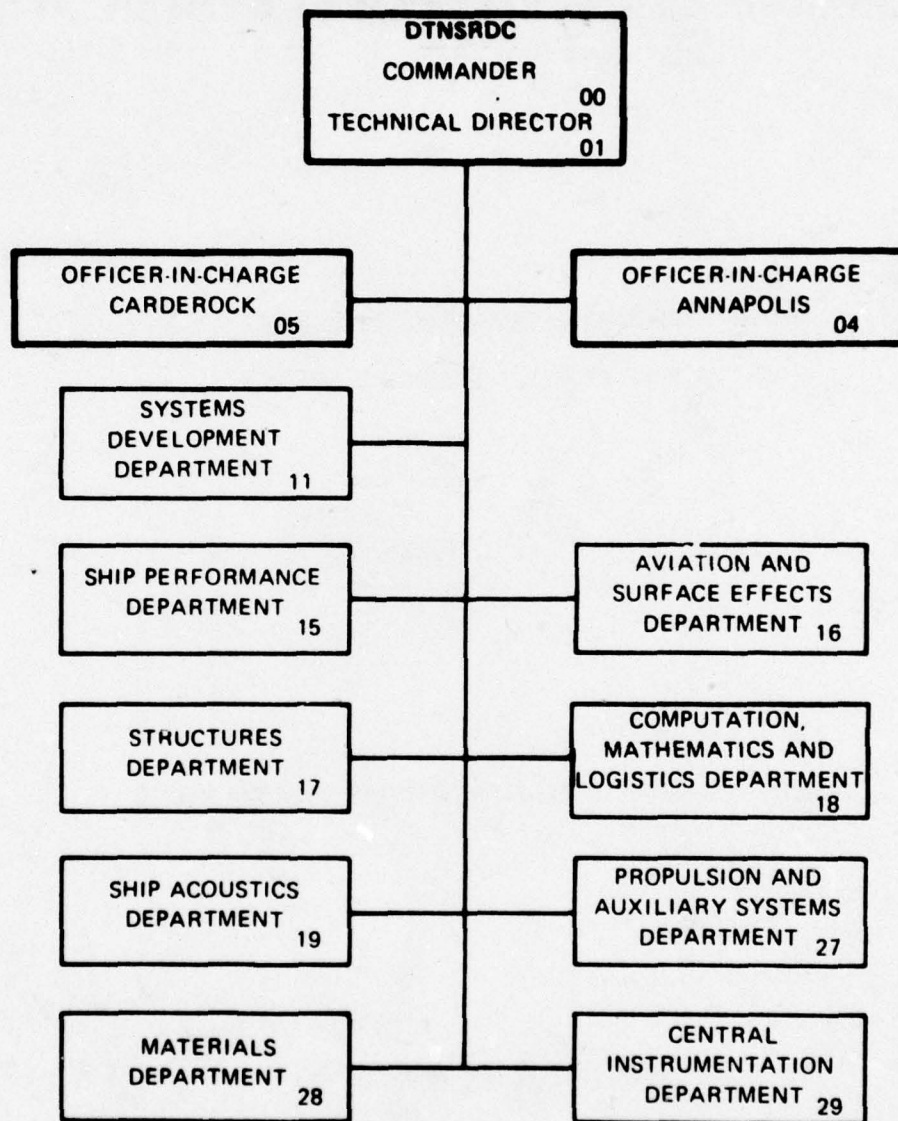 DTNSRDC
COMMANDER
00
TECHNICAL DIRECTOR
01
OFFICER-IN-CHARGE
CARDEROCK
05
OFFICER-IN-CHARGE
ANNAPOLIS
04
SYSTEMS
DEVELOPMENT
DEPARTMENT
11
SHIP PERFORMANCE
DEPARTMENT
15
AVIATION AND
SURFACE EFFECTS
DEPARTMENT
16
STRUCTURES
DEPARTMENT
17
COMPUTATION,
MATHEMATICS AND
LOGISTICS DEPARTMENT
18
SHIP ACOUSTICS
DEPARTMENT
19
PROPULSION AND
AUXILIARY SYSTEMS
DEPARTMENT
27
MATERIALS
DEPARTMENT
28
CENTRAL
INSTRUMENTATION
DEPARTMENT
29